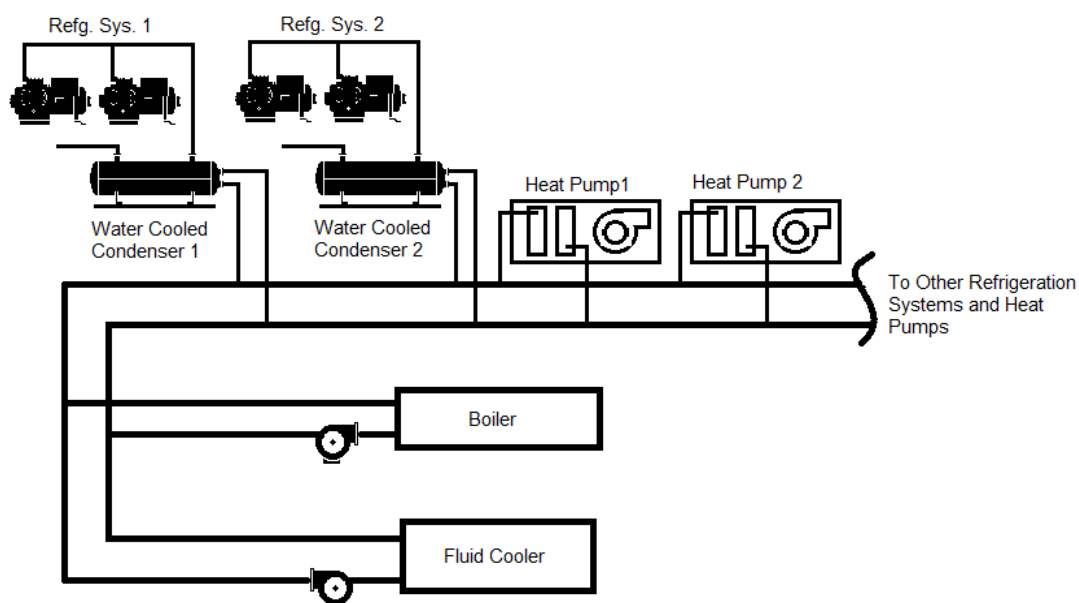 Refg. Sys. 1
Refg. Sys. 2
Water Cooled
Condenser 1
Water Cooled
Condenser 2
Heat Pump1
Heat Pump 2
To Other Refrigeration
Systems and Heat
Pumps
Boiler
Fluid Cooler